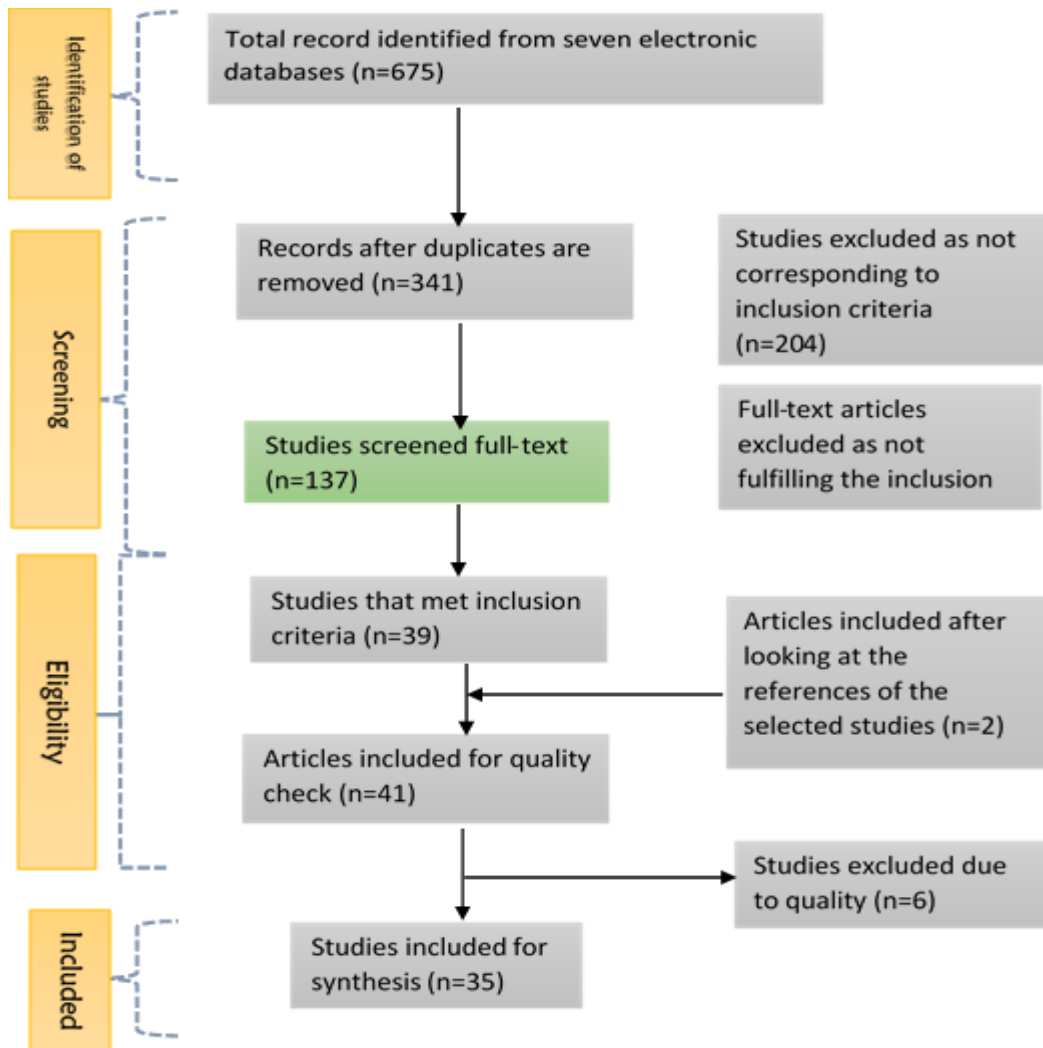 Identification of
studies
Total record identified from seven electronic
databases (n=675)
Screening
Records after duplicates are
removed (n=341)
Studies excluded as not
corresponding to
inclusion criteria
(n=204)
Studies screened full-text
(n=137)
Full-text articles
excluded as not
fulfilling the inclusion
Eligibility
Studies that met inclusion
criteria (n=39)
Articles included after
looking at the
references of the
selected studies (n=2)
Articles included for quality
check (n=41)
Studies excluded due
to quality (n=6)
Included
Studies included for
synthesis (n=35)